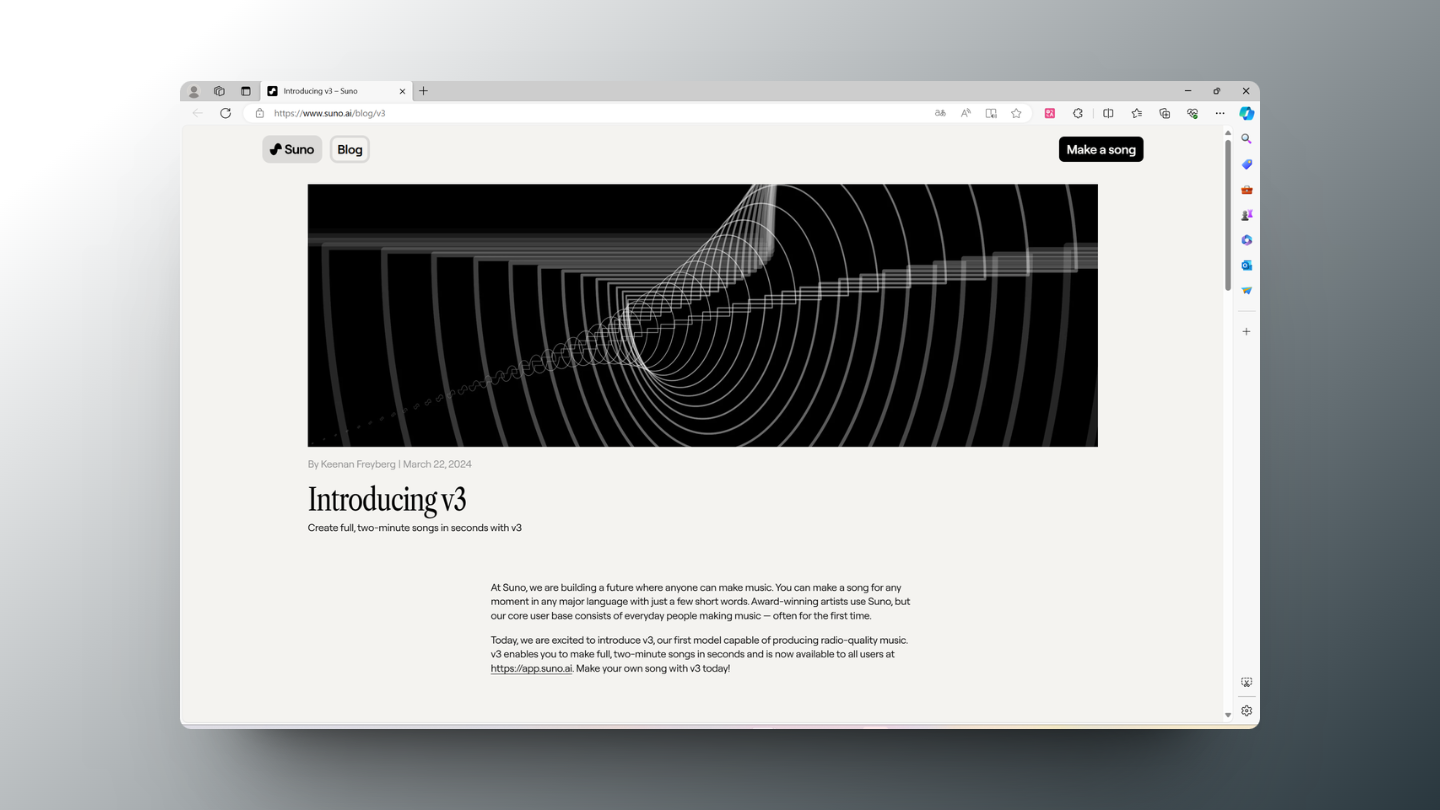 Introducing v3 – Suno
https://www.suno.ai/blog/v3
Suno
Blog
Make a song
By Keenan Freyberg | March 22, 2024
Introducing v3
Create full, two-minute songs in seconds with v3
At Suno, we are building a future where anyone can make music. You can make a song for any
moment in any major language with just a few short words. Award-winning artists use Suno, but
our core user base consists of everyday people making music — often for the first time.
Today, we are excited to introduce v3, our first model capable of producing radio-quality music.
v3 enables you to make full, two-minute songs in seconds and is now available to all users at
https://app.suno.ai. Make your own song with v3 today!